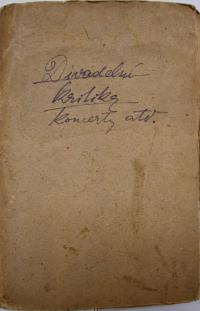 Divadelní
kritiky
koncerty atd.